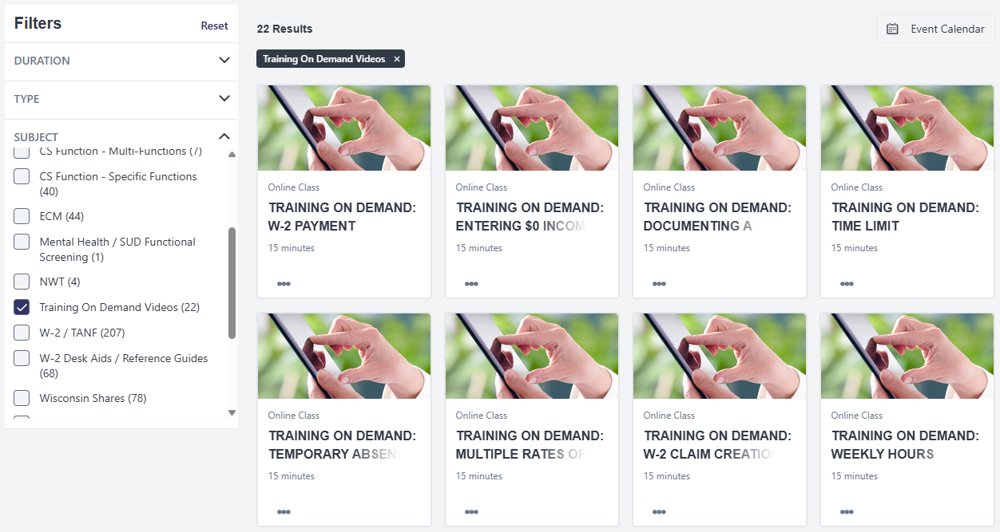 Filters
Reset
DURATION
TYPE
SUBJECT
CS Function - Multi-Functions (7)
CS Function - Specific Functions
(40)
ECM (44)
Mental Health / SUD Functional
Screening (1)
NWT (4)
Training On Demand Videos (22)
W-2 / TANF (207)
W-2 Desk Aids / Reference Guides
(68)
Wisconsin Shares (78)
22 Results
Event Calendar
Training On Demand Videos ×
Online Class
TRAINING ON DEMAND:
W-2 PAYMENT
15 minutes
Online Class
TRAINING ON DEMAND:
ENTERING $0 INCOM
15 minutes
Online Class
TRAINING ON DEMAND:
DOCUMENTING A
15 minutes
Online Class
TRAINING ON DEMAND:
TIME LIMIT
15 minutes
Online Class
TRAINING ON DEMAND:
TEMPORARY ABSEN
15 minutes
Online Class
TRAINING ON DEMAND:
MULTIPLE RATES OF
15 minutes
Online Class
TRAINING ON DEMAND:
W-2 CLAIM CREATIO
15 minutes
Online Class
TRAINING ON DEMAND:
WEEKLY HOURS
15 minutes